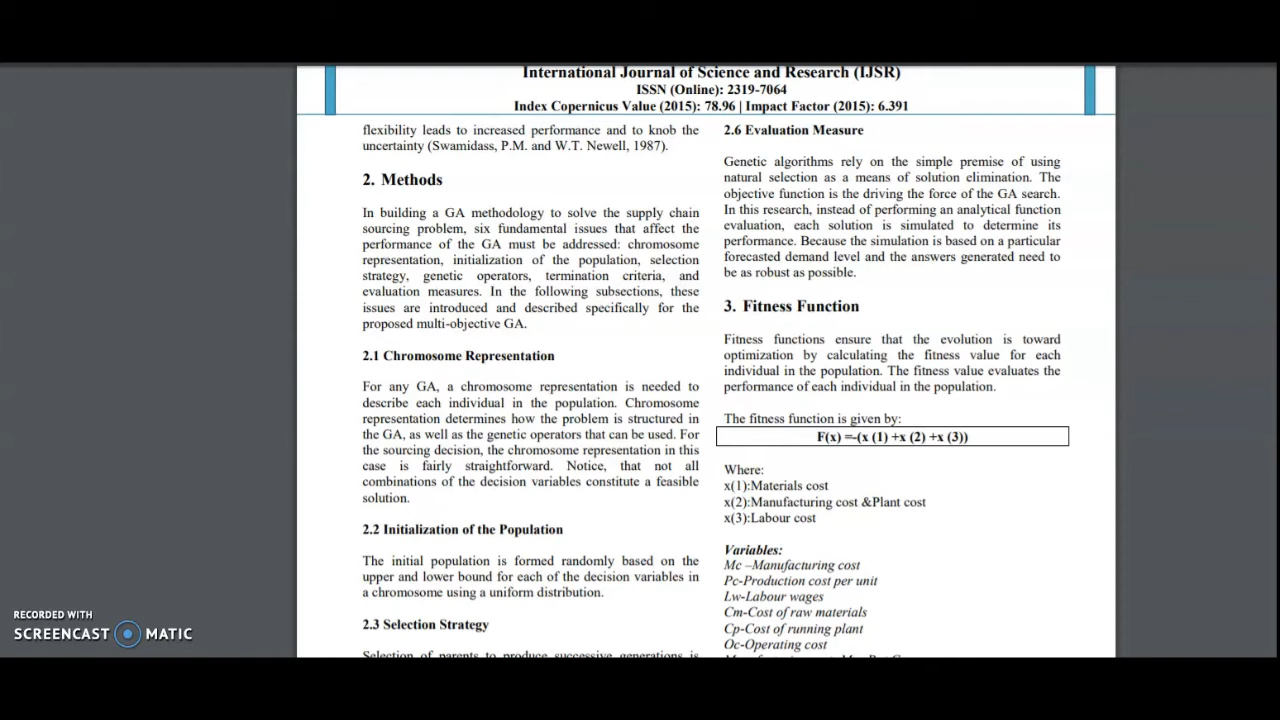 International Journal of Science and Research (IJSR)
ISSN (Online): 2319-7064
Index Copernicus Value (2015): 78.96 | Impact Factor (2015): 6.391
flexibility leads to increased performance and to knob the
uncertainty (Swamidass, P.M. and W.T. Newell, 1987).
2. Methods
In building a GA methodology to solve the supply chain
sourcing problem, six fundamental issues that affect the
performance of the GA must be addressed: chromosome
representation, initialization of the population, selection
strategy, genetic operators, termination criteria, and
evaluation measures. In the following subsections, these
issues are introduced and described specifically for the
proposed multi-objective GA.
2.1 Chromosome Representation
For any GA, a chromosome representation is needed to
describe each individual in the population. Chromosome
representation determines how the problem is structured in
the GA, as well as the genetic operators that can be used. For
the sourcing decision, the chromosome representation in this
case is fairly straightforward. Notice, that not all
combinations of the decision variables constitute a feasible
solution.
2.2 Initialization of the Population
The initial population is formed randomly based on the
upper and lower bound for each of the decision variables in
a chromosome using a uniform distribution.
2.3 Selection Strategy
Selection of parents to produce successive generations is
2.6 Evaluation Measure
Genetic algorithms rely on the simple premise of using
natural selection as a means of solution elimination. The
objective function is the driving the force of the GA search.
In this research, instead of performing an analytical function
evaluation, each solution is simulated to determine its
performance. Because the simulation is based on a particular
forecasted demand level and the answers generated need to
be as robust as possible.
3. Fitness Function
Fitness functions ensure that the evolution is toward
optimization by calculating the fitness value for each
individual in the population. The fitness value evaluates the
performance of each individual in the population.
The fitness function is given by:
F(x) =-(x (1) +x (2) +x (3))
Where:
x(1):Materials cost
x(2):Manufacturing cost &Plant cost
x(3):Labour cost
Variables:
Mc –Manufacturing cost
Pc-Production cost per unit
Lw-Labour wages
Cm-Cost of raw materials
Cp-Cost of running plant
Oc-Operating cost
RECORDED WITH
SCREENCAST MATIC